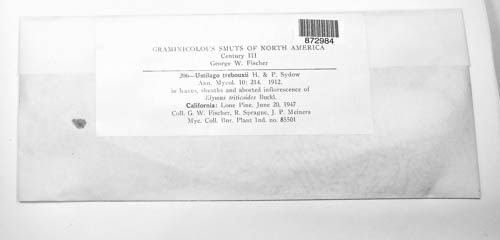 872984
GRAMINICOLOUS SMUTS OF NORTH AMERICA
Century III
George W. Fischer
206—Ustilago trebouxii H. & P. Sydow
Ann. Mycol. 10: 214. 1912.
in leaves, sheaths and aborted inflorescence of
Elymus triticoides Buckl.
California: Lone Pine, June 20, 1947
Coll. G. W. Fischer, R. Sprague, J. P. Meiners
Myc. Coll. Bur. Plant Ind. no. 85501